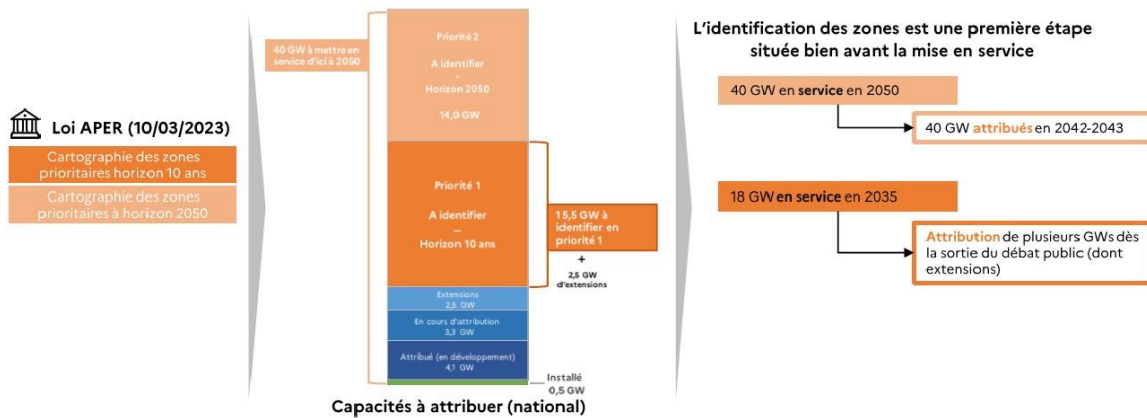 Loi APER (10/03/2023)
Cartographie des zones
prioritaires horizon 10 ans
Cartographie des zones
prioritaires à horizon 2050
40 GW à mettre en
service d'ici à 2050
Priorité 2
A identifier
–
Horizon 2050
14,0 GW
Priorité 1
A identifier
–
Horizon 10 ans
15,5 GW à
identifier en
priorité 1
+
2,5 GW
d'extensions
Extensions
2,5 GW
En cours d'attribution
3,3 GW
Attribué (en développement)
4,1 GW
Installé
0,5 GW
Capacités à attribuer (national)
L'identification des zones est une première étape
située bien avant la mise en service
40 GW en service en 2050
40 GW attribués en 2042-2043
18 GW en service en 2035
Attribution de plusieurs GWs dès
la sortie du débat public (dont
extensions)